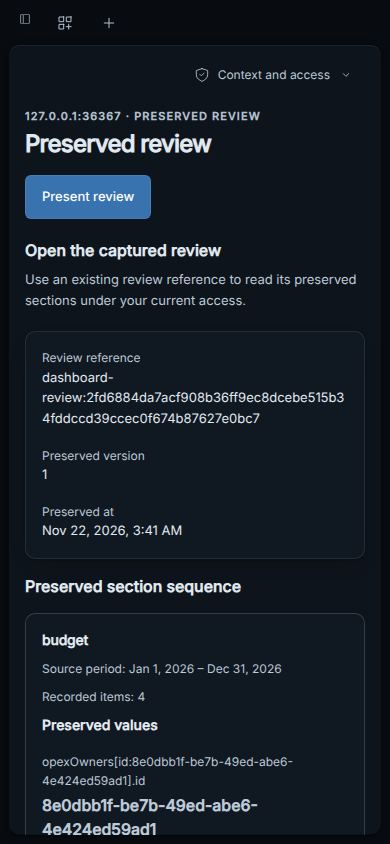 Context and access
127.0.0.1:36367 · PRESERVED REVIEW
Preserved review
Present review
Open the captured review
Use an existing review reference to read its preserved
sections under your current access.
Review reference
dashboard-
review:2fd6884da7acf908b36ff9ec8dcebe515b3
4fddccd39ccec0f674b87627e0bc7
Preserved version
1
Preserved at
Nov 22, 2026, 3:41 AM
Preserved section sequence
budget
Source period: Jan 1, 2026 – Dec 31, 2026
Recorded items: 4
Preserved values
opexOwners[id:8e0dbb1f-be7b-49ed-abe6-
4e424ed59ad1].id
8e0dbb1f-be7b-49ed-abe6-
4e424ed59ad1